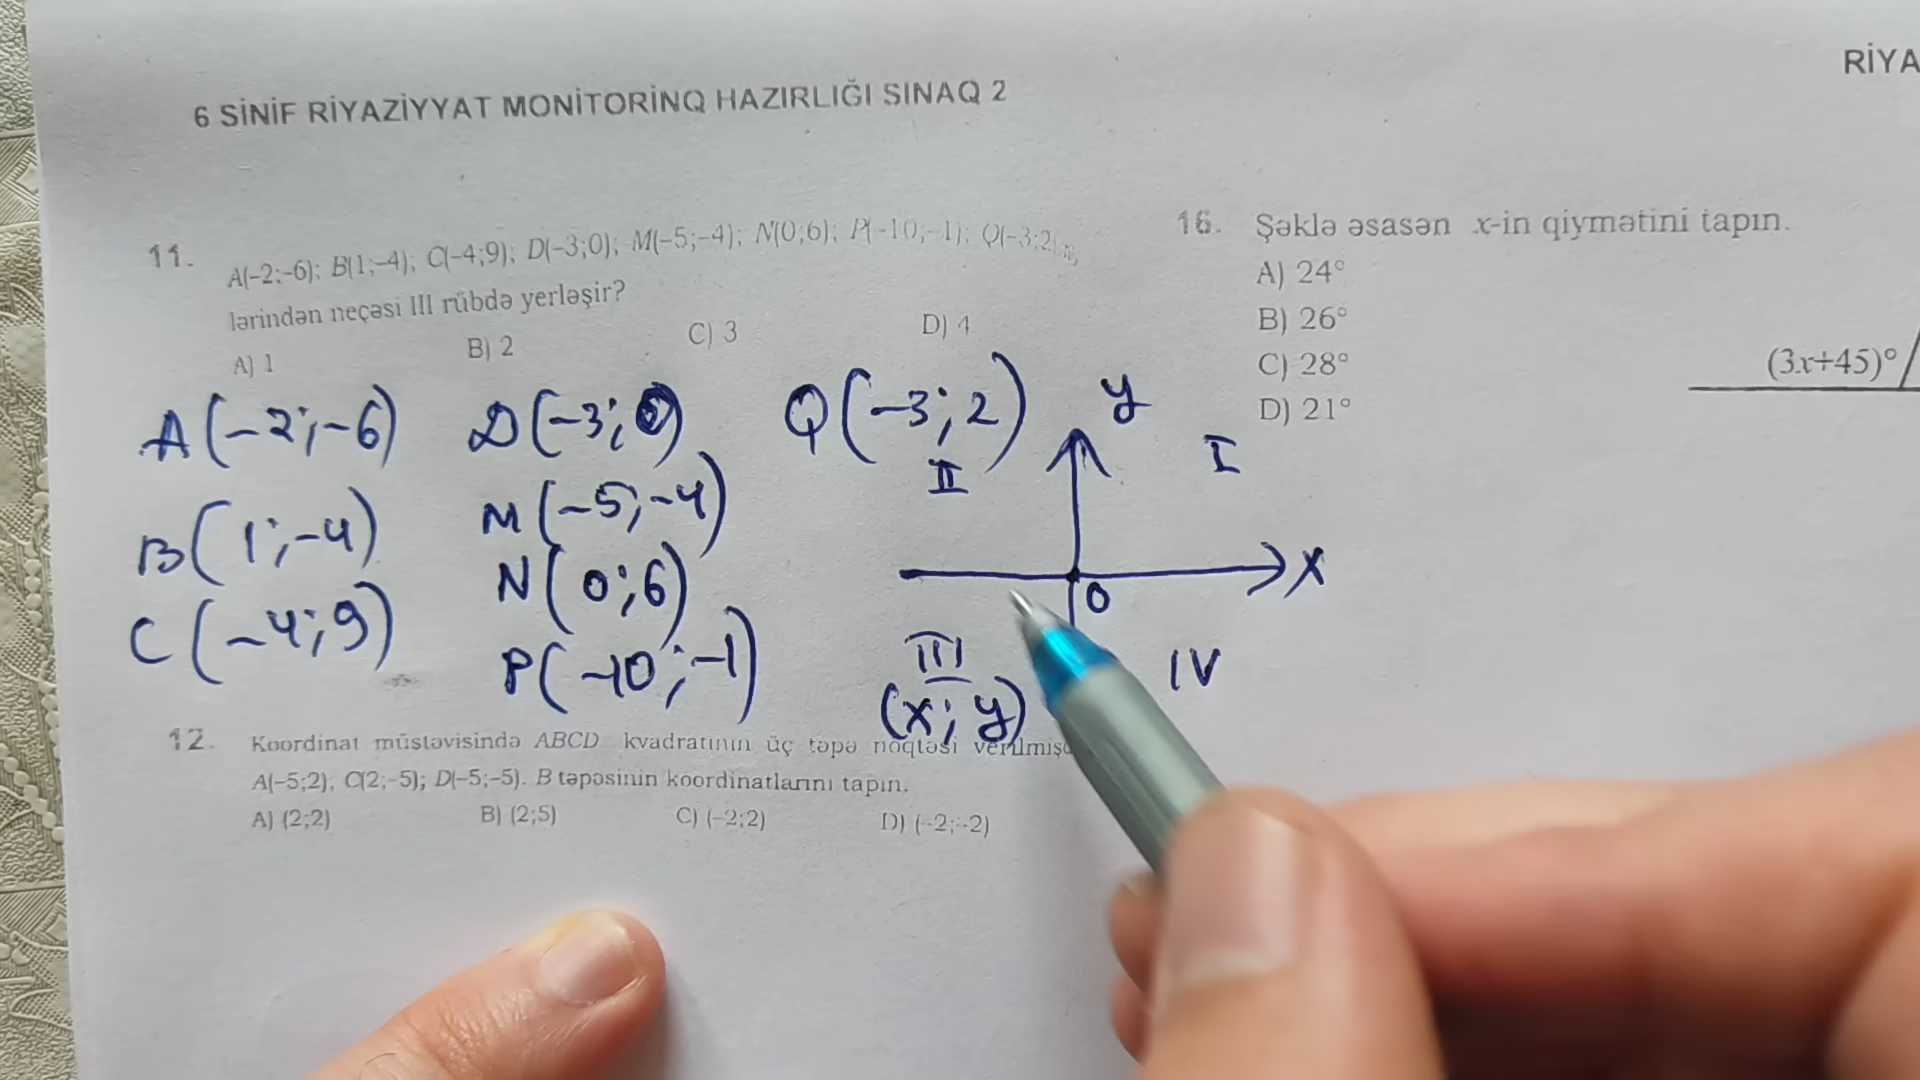 RİYA
6 SİNİF RİYAZİYYAT MONİTORİNQ HAZIRLIĞI SINAQ 2
11. A(−2;−6); B(1;−4); C(−4;9); D(−3;0); M(−5;−4); N(0;6); P(−10;−1); Q(−3;2)
lərindən neçəsi III rübdə yerləşir?
A) 1 B) 2 C) 3 D) 4
A(−2;−6) D(−3;0) Q(−3;2)
B(1;−4) M(−5;−4)
C(−4;9) N(0;6)
P(−10;−1)
y
I
II
x
0
III
IV
(x; y)
12. Koordinat müstəvisində ABCD kvadratının üç təpə nöqtəsi
A(−5;2), C(2;−5); D(−5;−5). B təpəsinin koordinatlarını tapın.
A) (2;2) B) (2;5) C) (−2;2) D) (−2;−2)
16. Şəklə əsasən x-in qiymətini tapın.
A) 24°
B) 26°
C) 28°
D) 21°
(3x+45)°